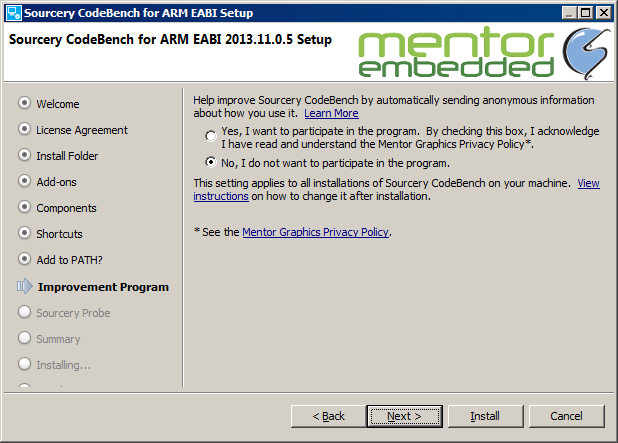 Sourcery CodeBench for ARM EABI Setup
Sourcery CodeBench for ARM EABI 2013.11.0.5 Setup
mentor
embedded
Welcome
License Agreement
Install Folder
Add-ons
Components
Shortcuts
Add to PATH?
Improvement Program
Sourcery Probe
Summary
Installing...
Help improve Sourcery CodeBench by automatically sending anonymous information
about how you use it. Learn More
Yes, I want to participate in the program. By checking this box, I acknowledge
I have read and understand the Mentor Graphics Privacy Policy*.
No, I do not want to participate in the program.
This setting applies to all installations of Sourcery CodeBench on your machine. View
instructions on how to change it after installation.
* See the Mentor Graphics Privacy Policy.
< Back
Next >
Install
Cancel